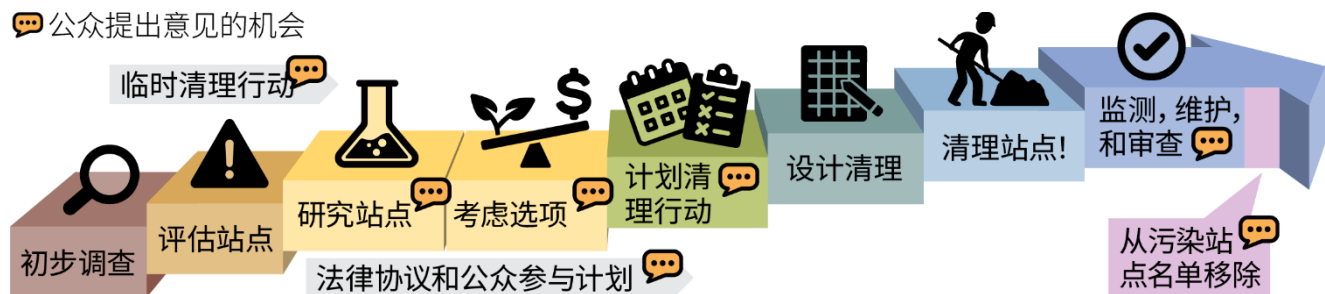 公众提出意见的机会
临时清理行动
初步调查
评估站点
研究站点
考虑选项
法律协议和公众参与计划
计划清
理行动
设计清理
清理站点!
监测，维护，
和审查
从污染站
点名单移除